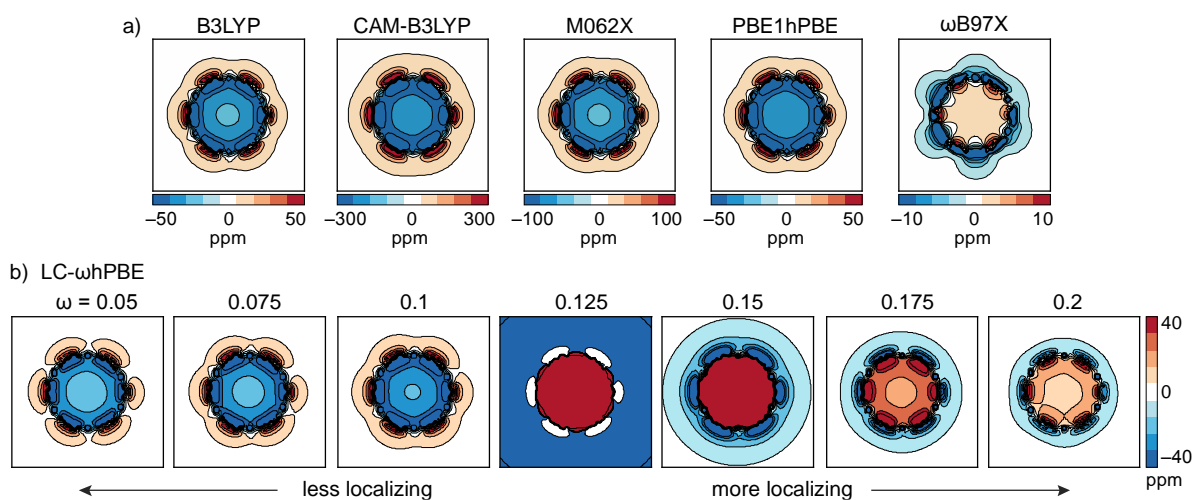 a)
B3LYP CAM-B3LYP M062X PBE1hPBE ωB97X
−50 0 50 −300 0 300 −100 0 100 −50 0 50 −10 0 10
ppm ppm ppm ppm ppm
b) LC-ωhPBE
ω = 0.05 0.075 0.1 0.125 0.15 0.175 0.2
40
0
−40
ppm
less localizing more localizing